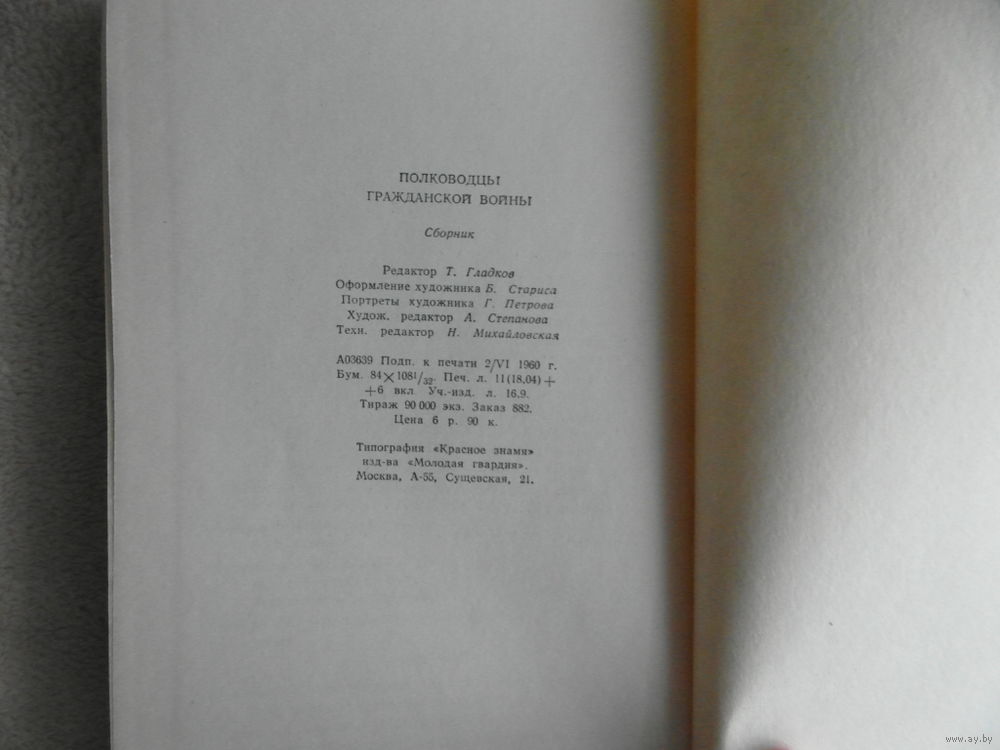 ПОЛКОВОДЦЫ
ГРАЖДАНСКОЙ ВОЙНЫ
Сборник
Редактор Т. Гладков
Оформление художника Б. Стариса
Портреты художника Г. Петрова
Худож. редактор А. Степанова
Техн. редактор Н. Михайловская
А03639 Подп. к печати 2/VI 1960 г.
Бум. 84×108¹/₃₂. Печ. л. 11(18,04)+
+6 вкл Уч.-изд. л. 16,9.
Тираж 90 000 экз. Заказ 882.
Цена 6 р. 90 к.
Типография «Красное знамя»
изд-ва «Молодая гвардия».
Москва, А-55, Сущевская, 21.
www.ay.by